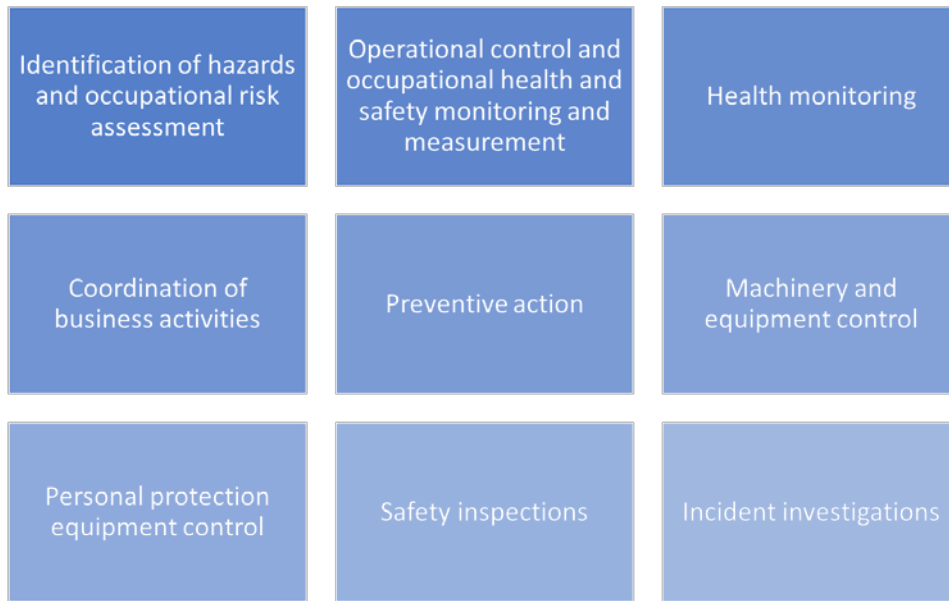 Identification of hazards
and occupational risk
assessment
Operational control and
occupational health and
safety monitoring and
measurement
Health monitoring
Coordination of
business activities
Preventive action
Machinery and
equipment control
Personal protection
equipment control
Safety inspections
Incident investigations